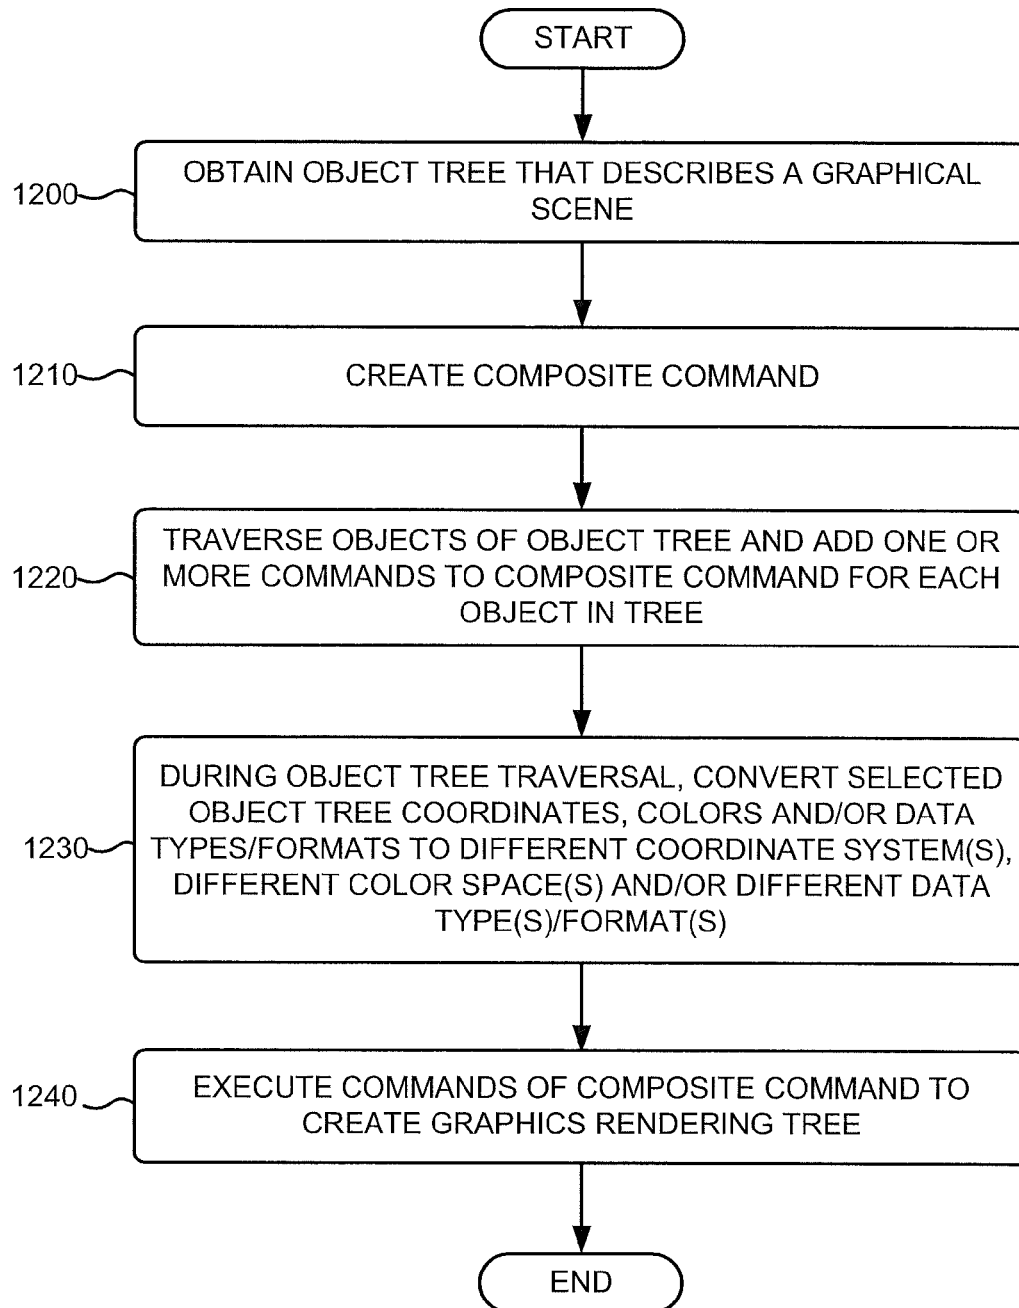 START
1200
OBTAIN OBJECT TREE THAT DESCRIBES A GRAPHICAL
SCENE
1210
CREATE COMPOSITE COMMAND
1220
TRAVERSE OBJECTS OF OBJECT TREE AND ADD ONE OR
MORE COMMANDS TO COMPOSITE COMMAND FOR EACH
OBJECT IN TREE
1230
DURING OBJECT TREE TRAVERSAL, CONVERT SELECTED
OBJECT TREE COORDINATES, COLORS AND/OR DATA
TYPES/FORMATS TO DIFFERENT COORDINATE SYSTEM(S),
DIFFERENT COLOR SPACE(S) AND/OR DIFFERENT DATA
TYPE(S)/FORMAT(S)
1240
EXECUTE COMMANDS OF COMPOSITE COMMAND TO
CREATE GRAPHICS RENDERING TREE
END